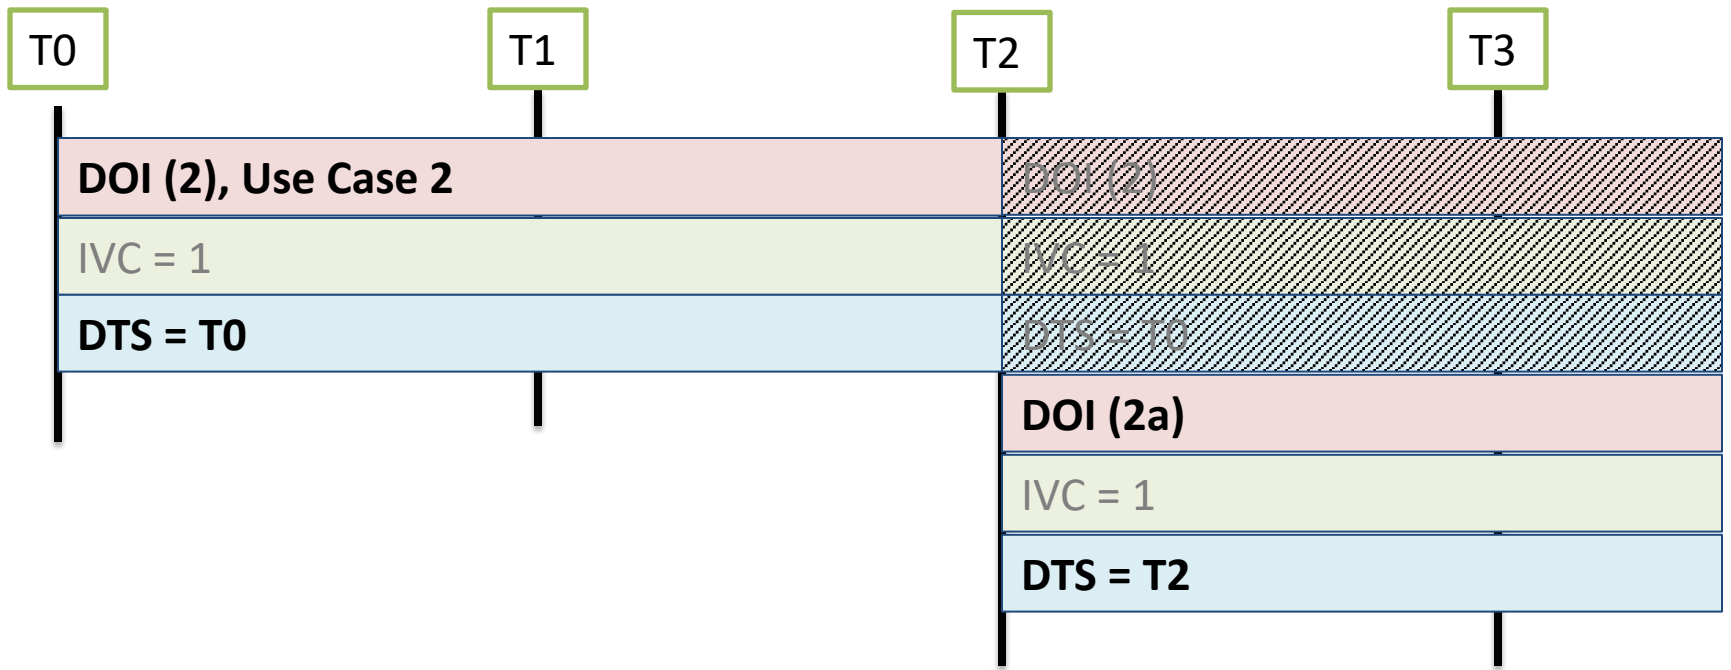 T0
T1
T2
T3
DOI (2), Use Case 2
DOI (2)
IVC = 1
IVC = 1
DTS = T0
DTS = T0
DOI (2a)
IVC = 1
DTS = T2